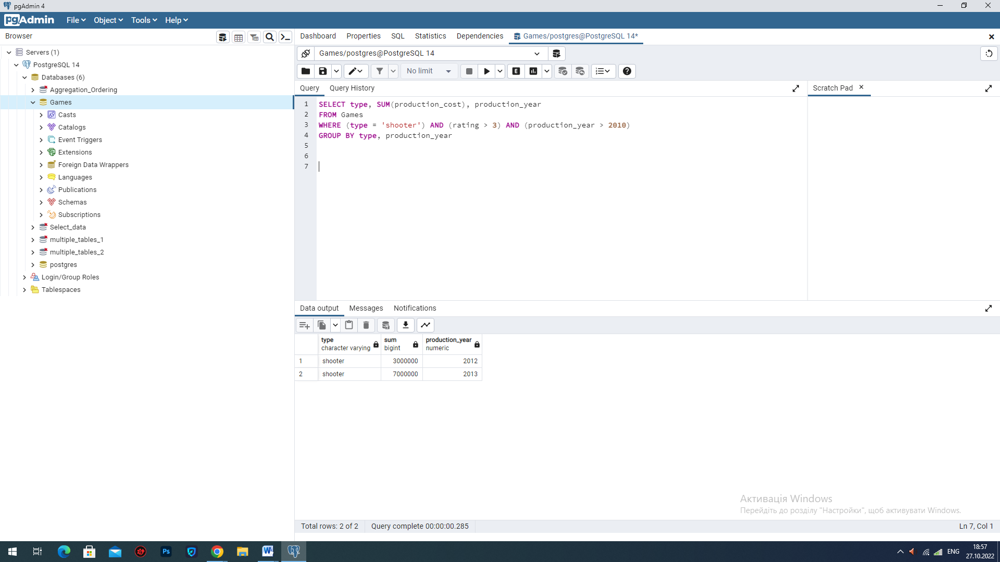 pgAdmin 4
pgAdmin File Object Tools Help
Browser
Dashboard Properties SQL Statistics Dependencies Games/postgres@PostgreSQL 14*
Servers (1)
PostgreSQL 14
Databases (6)
Aggregation_Ordering
Games
Casts
Catalogs
Event Triggers
Extensions
Foreign Data Wrappers
Languages
Publications
Schemas
Subscriptions
Select_data
multiple_tables_1
multiple_tables_2
postgres
Login/Group Roles
Tablespaces
Games/postgres@PostgreSQL 14
No limit E
Query Query History
Scratch Pad
1 SELECT type, SUM(production_cost), production_year
2 FROM Games
3 WHERE (type = 'shooter') AND (rating > 3) AND (production_year > 2010)
4 GROUP BY type, production_year
5
6
7
Data output Messages Notifications
type sum production_year
character varying bigint numeric
1 shooter 3000000 2012
2 shooter 7000000 2013
Активація Windows
Перейдіть до розділу "Настройки", щоб активувати Windows.
Total rows: 2 of 2 Query complete 00:00:00.285 Ln 7, Col 1
Ps W ENG 18:57
27.10.2022